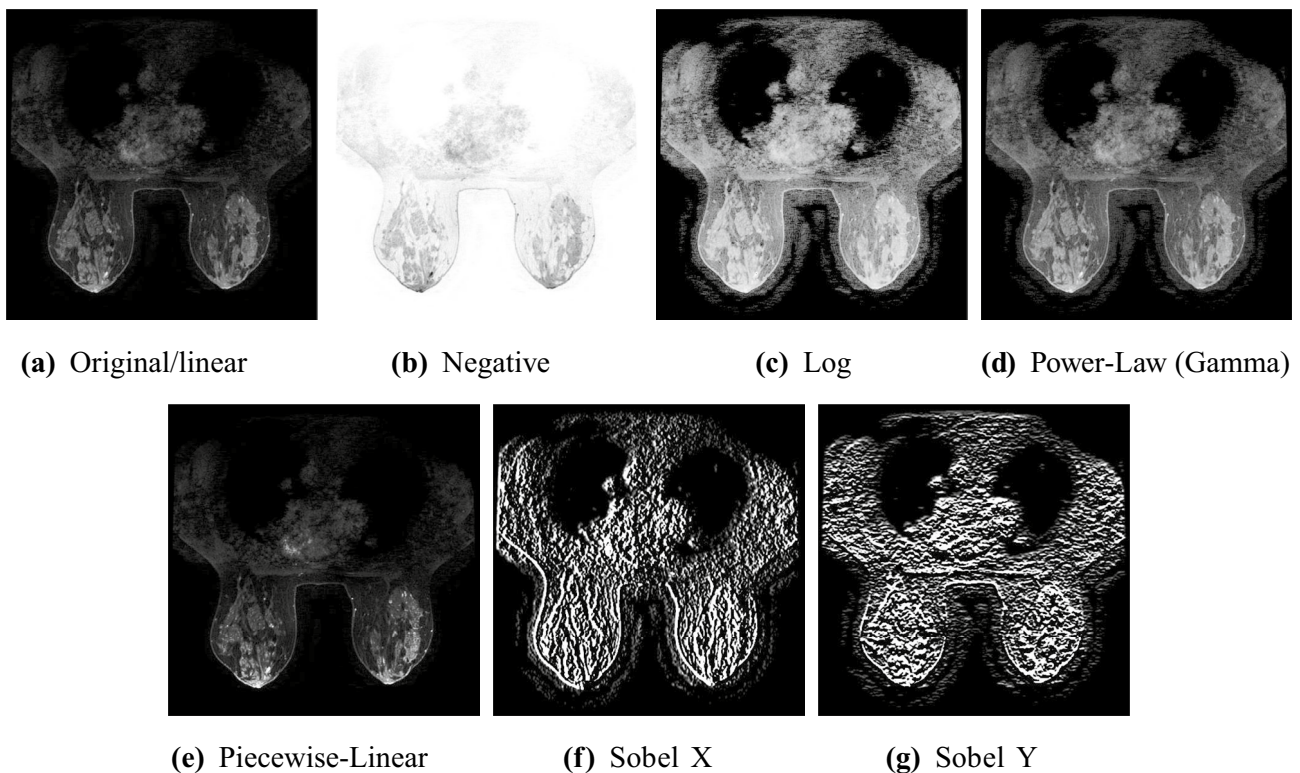 (a) Original/linear
(b) Negative
(c) Log
(d) Power-Law (Gamma)
(e) Piecewise-Linear
(f) Sobel X
(g) Sobel Y